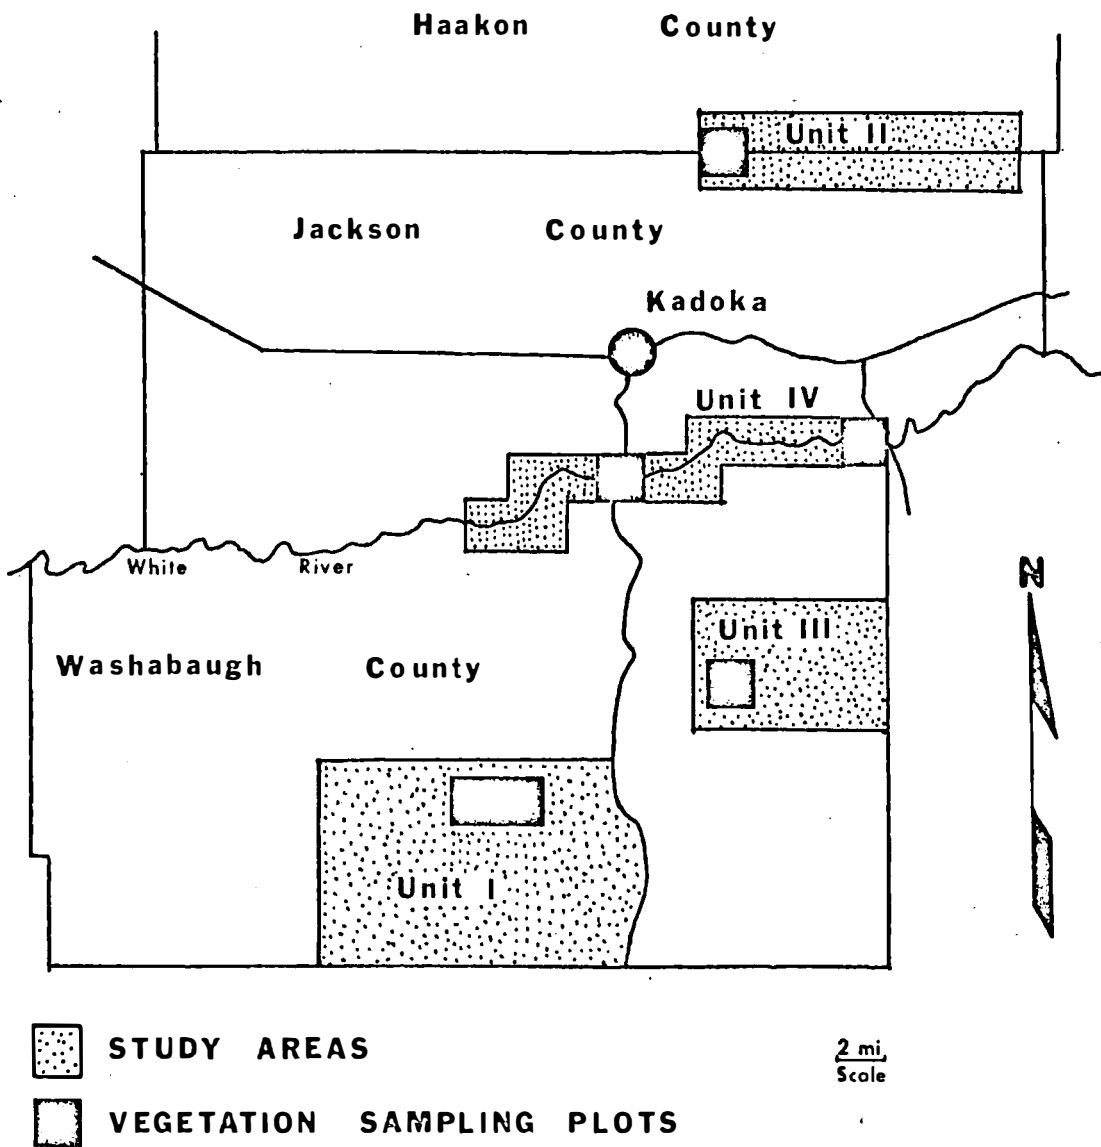 Haakon County
Unit II
Jackson County
Kadoka
Unit IV
White River
N
Unit III
Washabaugh County
Unit I
STUDY AREAS
2 mi.
Scale
VEGETATION SAMPLING PLOTS